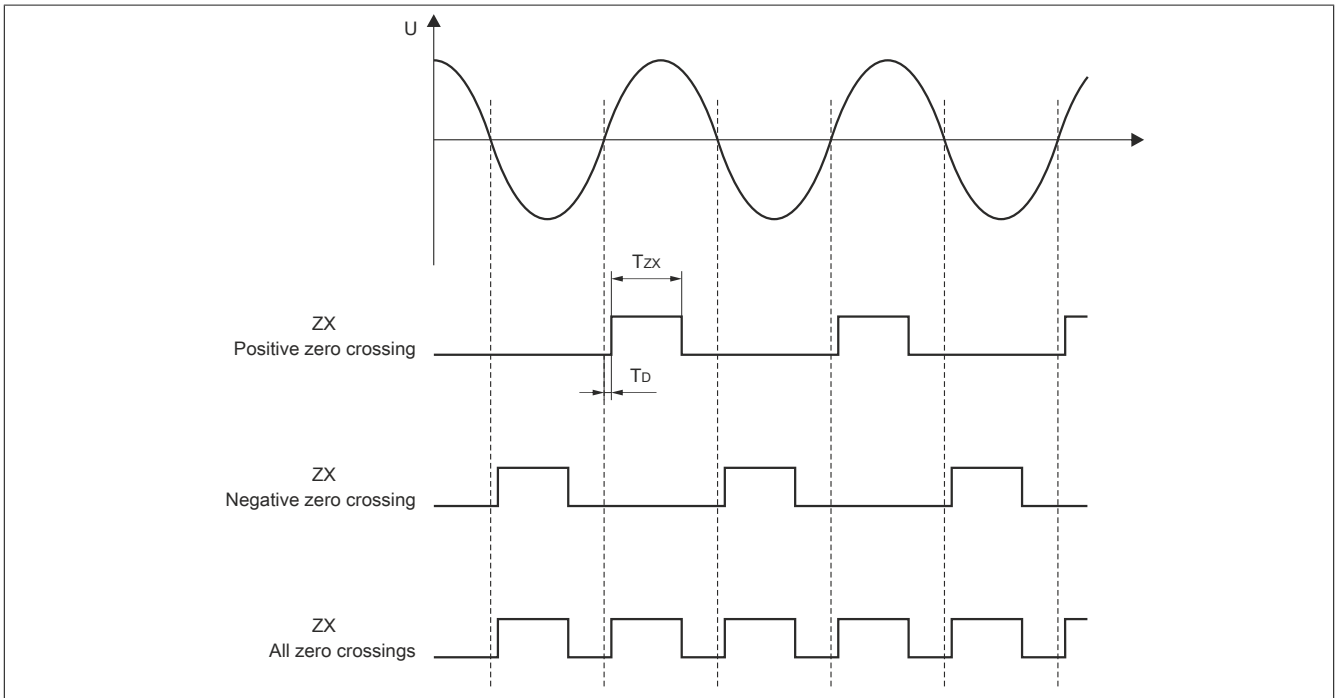 U
TZX
ZX
Positive zero crossing
TD
ZX
Negative zero crossing
ZX
All zero crossings